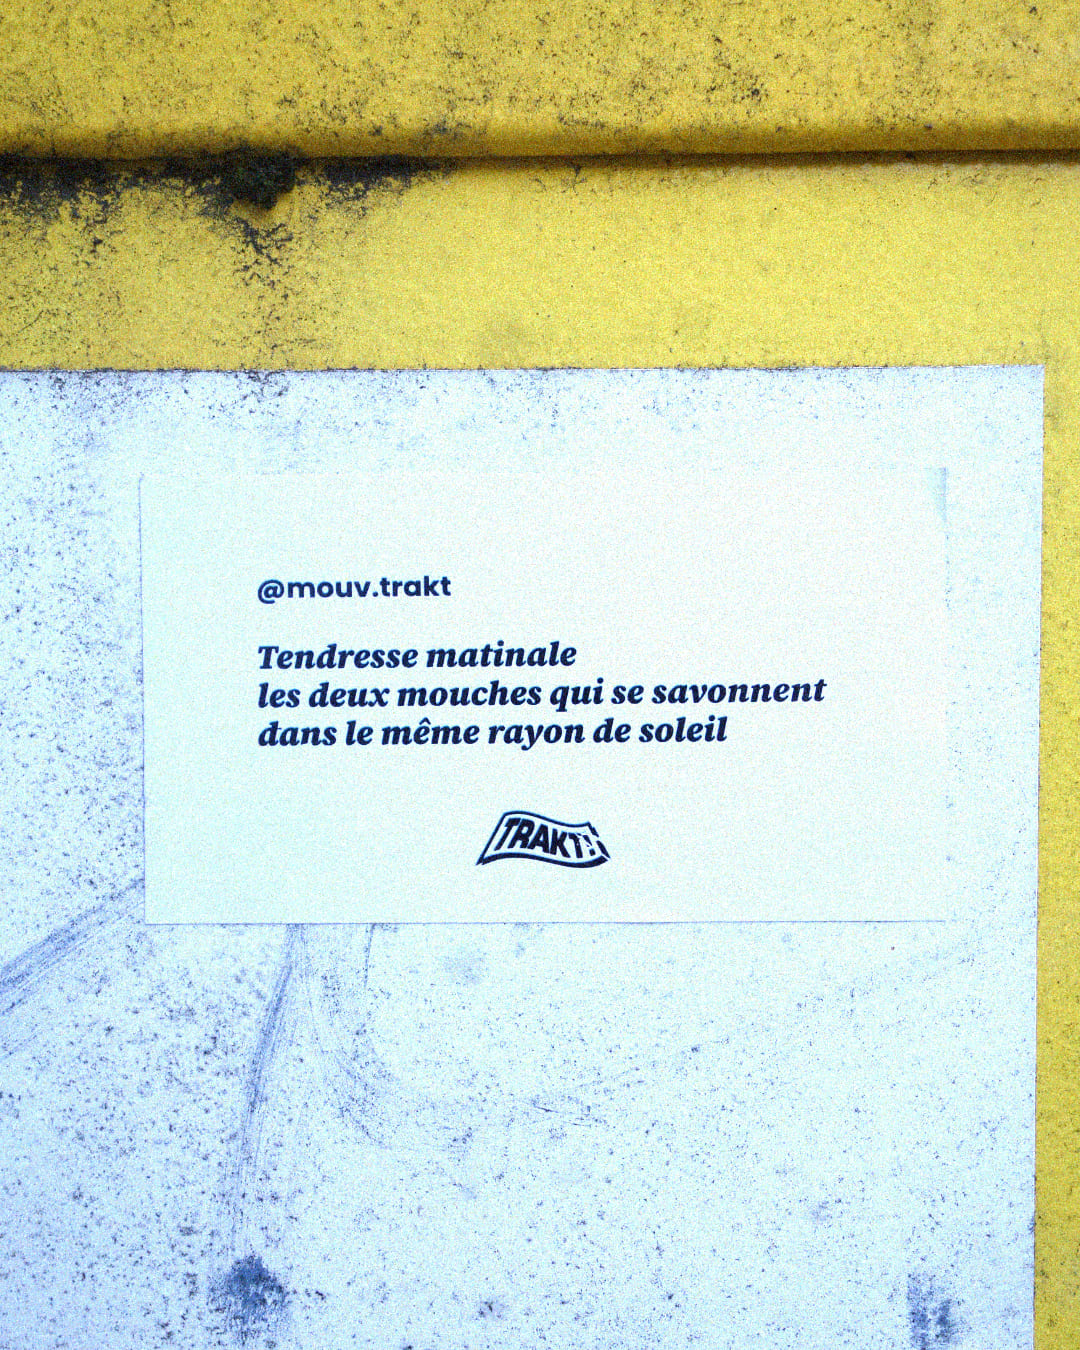 @mouv.trakt
Tendresse matinale
les deux mouches qui se savonnent
dans le même rayon de soleil
TRAKT